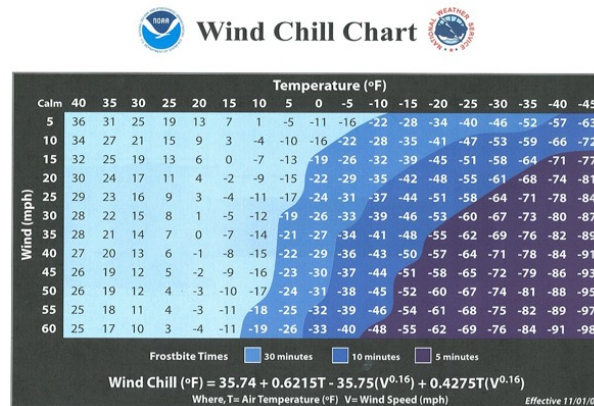 NOAA
Wind Chill Chart
NATIONAL WEATHER SERVICE
Temperature (ºF)
Calm 40 35 30 25 20 15 10 5 0 -5 -10 -15 -20 -25 -30 -35 -40 -45
5 36 31 25 19 13 7 1 -5 -11 -16 -22 -28 -34 -40 -46 -52 -57 -63
10 34 27 21 15 9 3 -4 -10 -16 -22 -28 -35 -41 -47 -53 -59 -66 -72
15 32 25 19 13 6 0 -7 -13 -19 -26 -32 -39 -45 -51 -58 -64 -71 -77
20 30 24 17 11 4 -2 -9 -15 -22 -29 -35 -42 -48 -55 -61 -68 -74 -81
25 29 23 16 9 3 -4 -11 -17 -24 -31 -37 -44 -51 -58 -64 -71 -78 -84
30 28 22 15 8 1 -5 -12 -19 -26 -33 -39 -46 -53 -60 -67 -73 -80 -87
35 28 21 14 7 0 -7 -14 -21 -27 -34 -41 -48 -55 -62 -69 -76 -82 -89
40 27 20 13 6 -1 -8 -15 -22 -29 -36 -43 -50 -57 -64 -71 -78 -84 -91
45 26 19 12 5 -2 -9 -16 -23 -30 -37 -44 -51 -58 -65 -72 -79 -86 -93
50 26 19 12 4 -3 -10 -17 -24 -31 -38 -45 -52 -60 -67 -74 -81 -88 -95
55 25 18 11 4 -3 -11 -18 -25 -32 -39 -46 -54 -61 -68 -75 -82 -89 -97
60 25 17 10 3 -4 -11 -19 -26 -33 -40 -48 -55 -62 -69 -76 -84 -91 -98
Wind (mph)
Frostbite Times 30 minutes 10 minutes 5 minutes
Wind Chill (ºF) = 35.74 + 0.6215T - 35.75(V0.16) + 0.4275T(V0.16)
Where, T= Air Temperature (ºF) V= Wind Speed (mph)
Effective 11/01/0